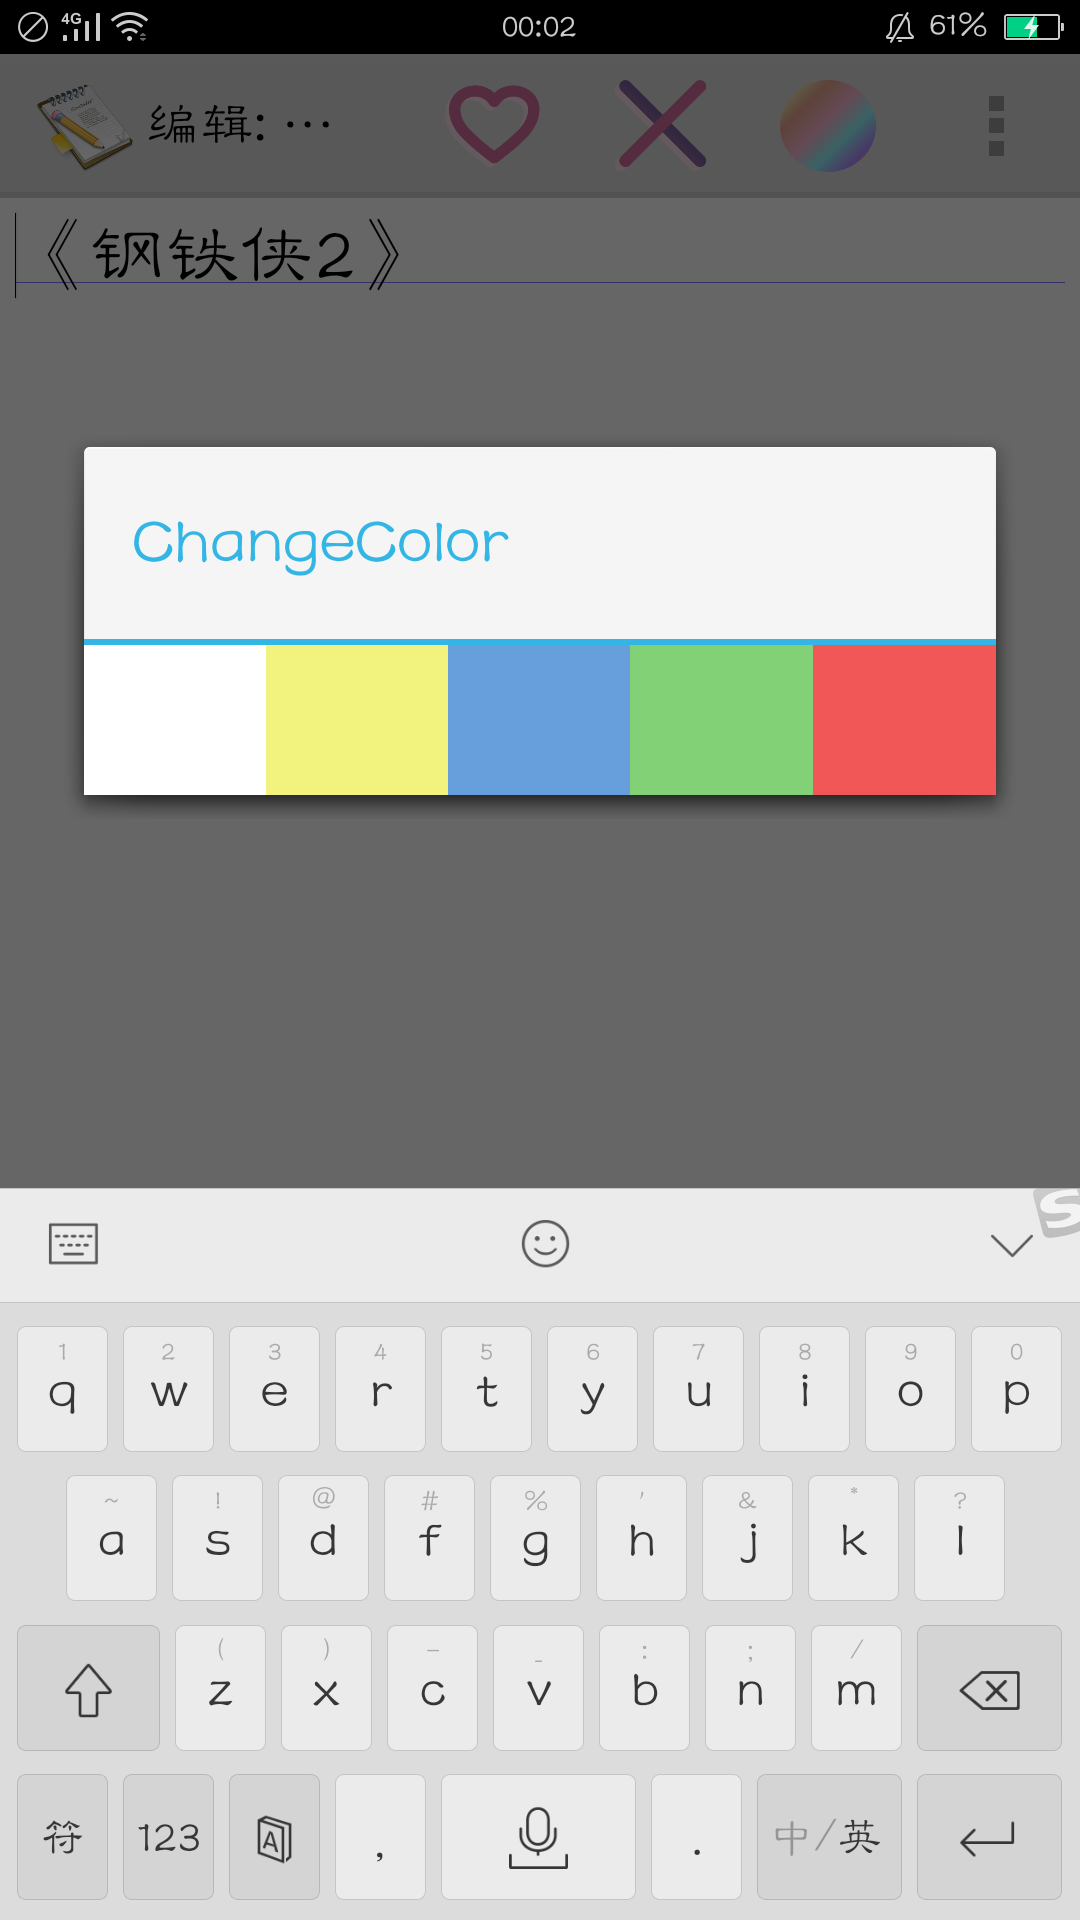 4G 00:02 61%
编辑: ...
《钢铁侠2》
ChangeColor
S
1 2 3 4 5 6 7 8 9 0
q w e r t y u i o p
~ ! @ # % ' & * ?
a s d f g h j k l
( ) - _ : ; /
z x c v b n m
符 123 A , . 中/英